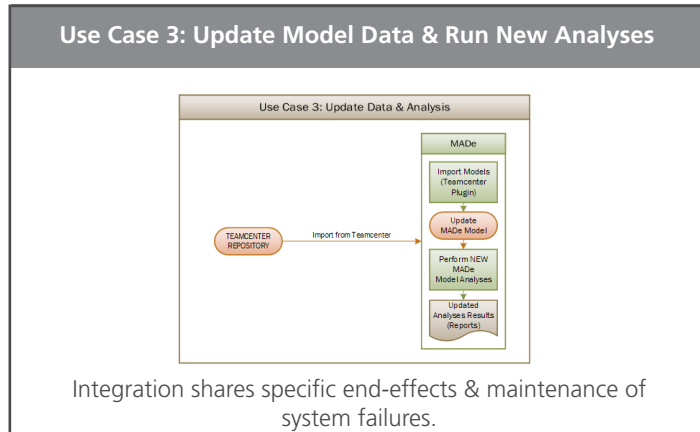 Use Case 3: Update Model Data & Run New Analyses
Use Case 3: Update Data & Analysis
MADe
Import Models
(Teamcenter
Plugin)
Update
MADe Model
TEAMCENTER
REPOSITORY
Import from Teamcenter
Perform NEW
MADe
Model Analyses
Updated
Analyses Results
(Reports)
Integration shares specific end-effects & maintenance of
system failures.